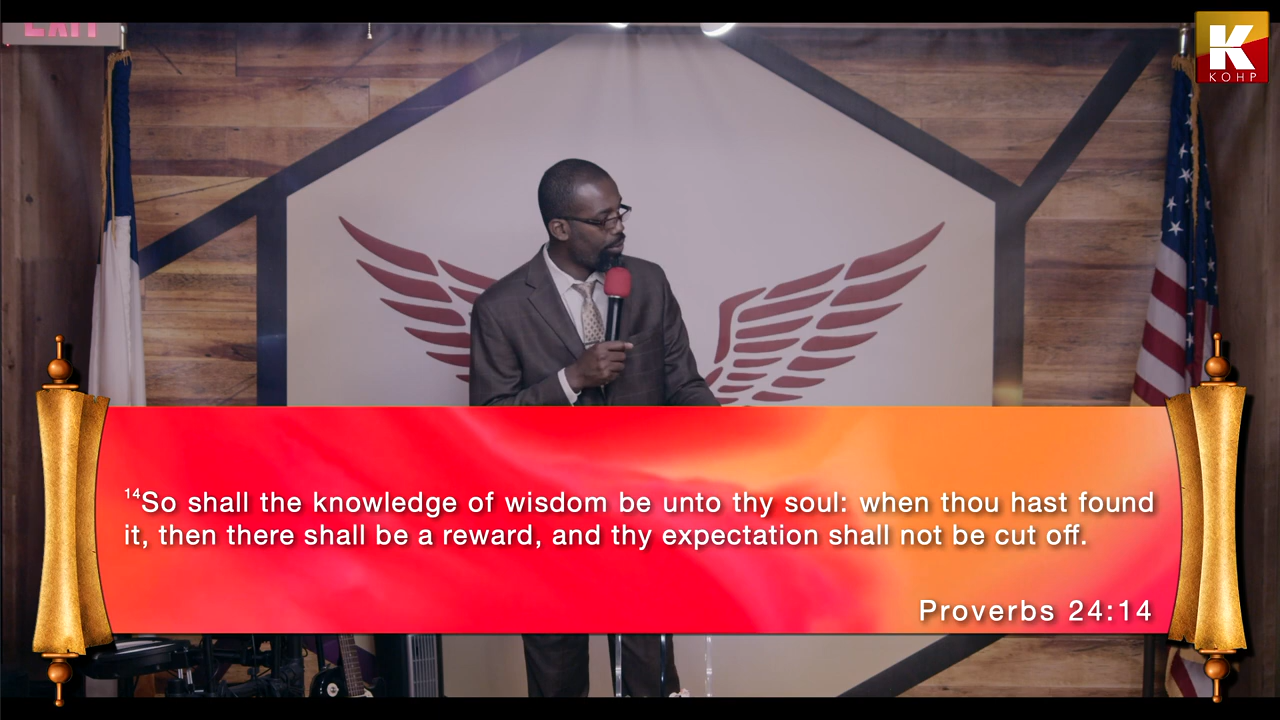 EXIT
K
KOHP
14So shall the knowledge of wisdom be unto thy soul: when thou hast found
it, then there shall be a reward, and thy expectation shall not be cut off.
Proverbs 24:14